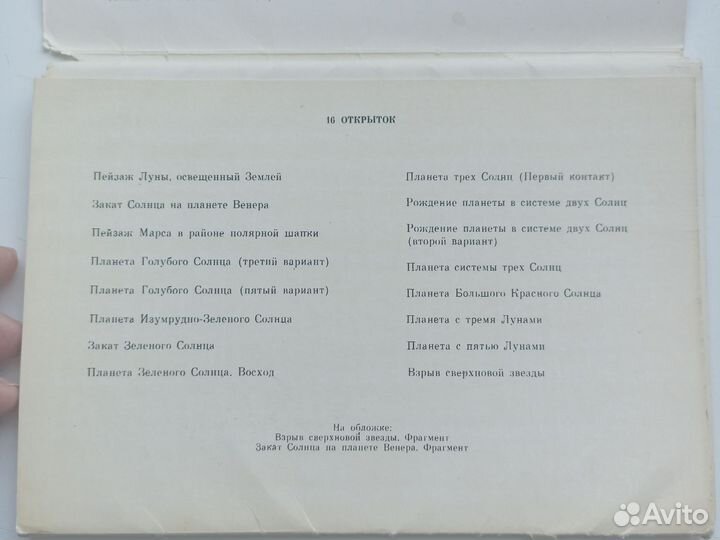 16 ОТКРЫТОК
Пейзаж Луны, освещенный Землей
Закат Солнца на планете Венера
Пейзаж Марса в районе полярной шапки
Планета Голубого Солнца (третий вариант)
Планета Голубого Солнца (пятый вариант)
Планета Изумрудно-Зеленого Солнца
Закат Зеленого Солнца
Планета Зеленого Солнца. Восход
Планета трех Солнц (Первый контакт)
Рождение планеты в системе двух Солнц
Рождение планеты в системе двух Солнц
(второй вариант)
Планета системы трех Солнц
Планета Большого Красного Солнца
Планета с тремя Лунами
Планета с пятью Лунами
Взрыв сверхновой звезды
На обложке:
Взрыв сверхновой звезды. Фрагмент
Закат Солнца на планете Венера. Фрагмент
Avito